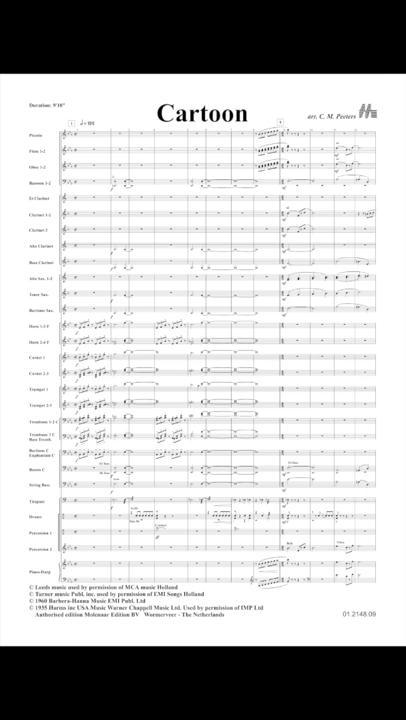 Duration: 9'10"
Cartoon
arr. C. M. Peeters
Piccolo
Flute 1-2
Oboe 1-2
Bassoon 1-2
Eb Clarinet
Clarinet 1-2
Clarinet 3
Alto Clarinet
Bass Clarinet
Alto Sax. 1-2
Tenor Sax.
Baritone Sax.
Horn 1-3 F
Horn 2-4 F
Cornet 1
Cornet 2-3
Trumpet 1
Trumpet 2-3
Trombone 1-2 C
Trombone 3 C
Bass Tromb.
Baritone C
Euphonium C
Basses C
String Bass
Timpani
Drums
Percussion 1
Percussion 2
Piano/Harp
© Leeds music used by permission of MCA music Holland
© Turner music Publ. inc. used by permission of EMI Songs Holland
© 1960 Barbera-Hanna Music EMI Publ. Ltd
© 1935 Harms inc USA Music Warner Chappell Music Ltd. Used by permission of IMP Ltd
Authorised edition Molenaar Edition BV Wormerveer - The Netherlands
01.2148.09